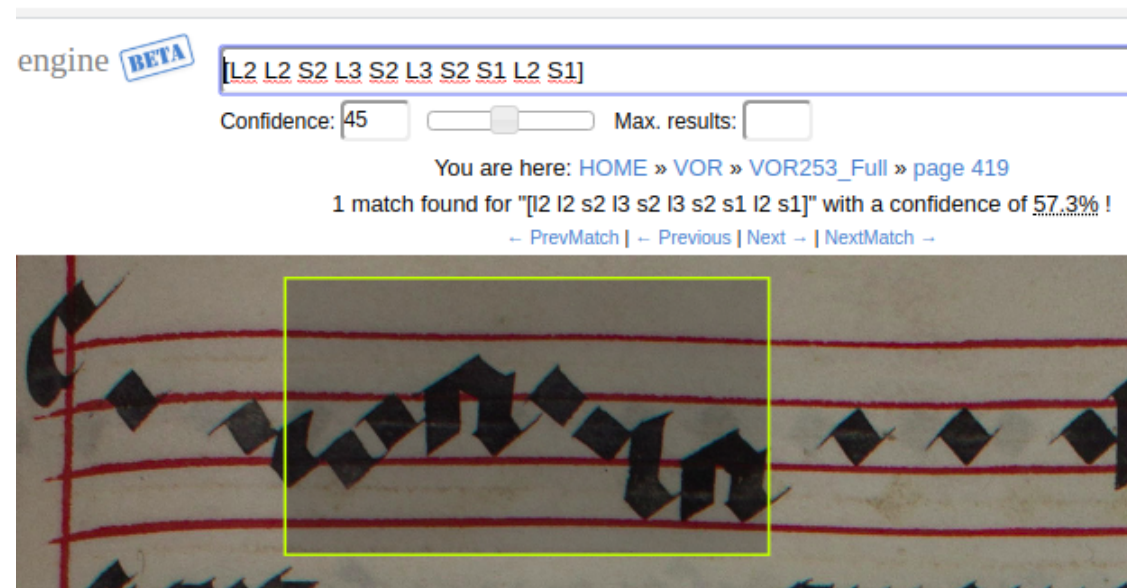 engine BETA
[L2 L2 S2 L3 S2 L3 S2 S1 L2 S1]
Confidence: 45 Max. results:
You are here: HOME » VOR » VOR253_Full » page 419
1 match found for "[l2 l2 s2 l3 s2 l3 s2 s1 l2 s1]" with a confidence of 57.3% !
← PrevMatch | ← Previous | Next → | NextMatch →